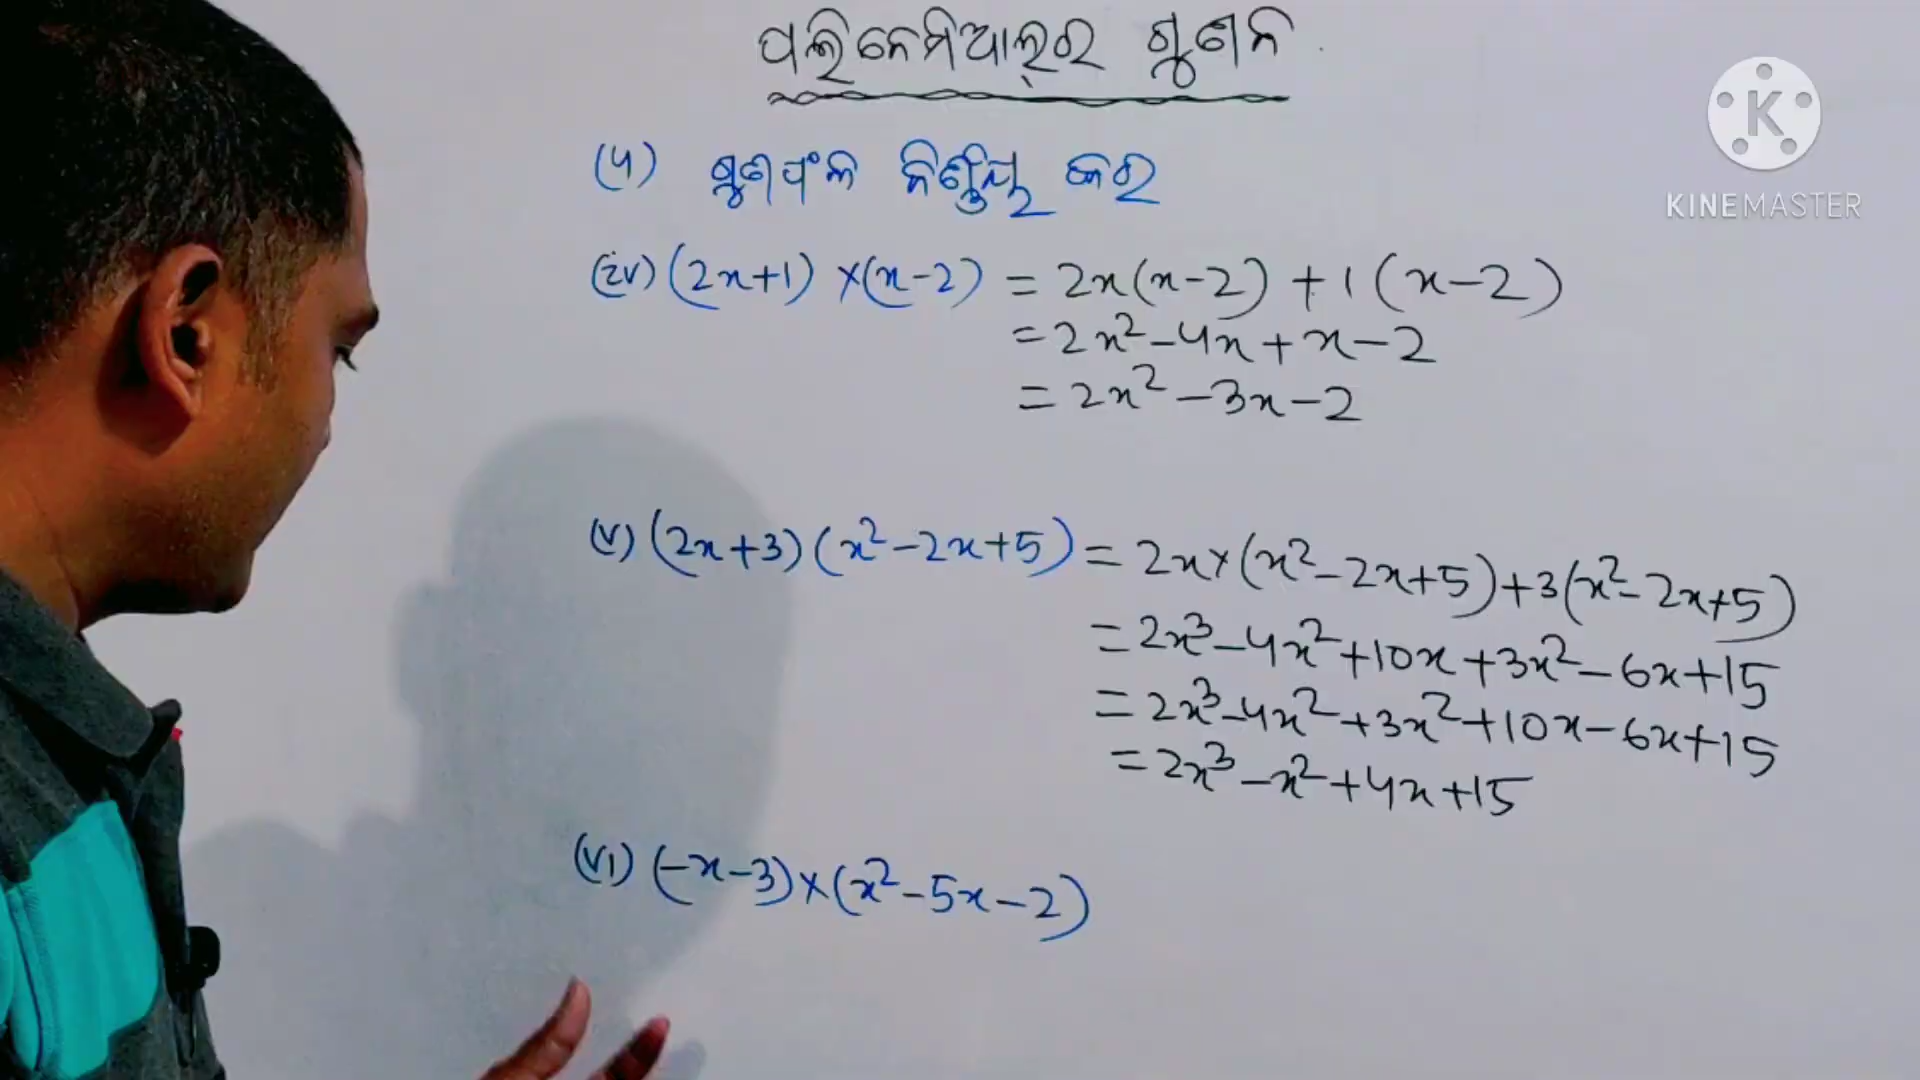 ପଲିନେମିଆଲ୍‌ର ଗୁଣନ
(୪) ଗୁଣଫଳ ନିର୍ଣ୍ଣୟ କର
(iv) (2x+1) ×(x-2) = 2x(x-2) +1(x-2)
= 2x²-4x+x-2
= 2x²-3x-2
(v) (2x+3)(x²-2x+5) = 2x×(x²-2x+5)+3(x²-2x+5)
= 2x³-4x²+10x+3x²-6x+15
= 2x³-4x²+3x²+10x-6x+15
= 2x³-x²+4x+15
(vi) (-x-3)×(x²-5x-2)
K
KINEMASTER